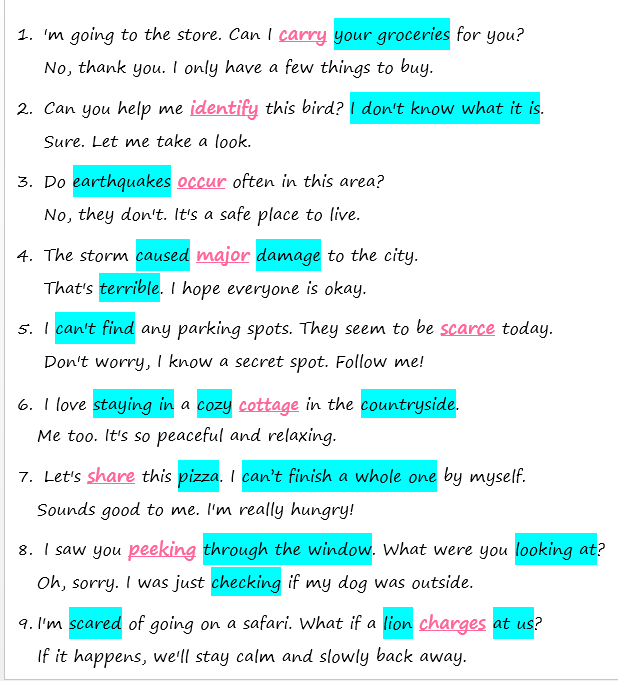 1. 'm going to the store. Can I carry your groceries for you?
No, thank you. I only have a few things to buy.
2. Can you help me identify this bird? I don't know what it is.
Sure. Let me take a look.
3. Do earthquakes occur often in this area?
No, they don't. It's a safe place to live.
4. The storm caused major damage to the city.
That's terrible. I hope everyone is okay.
5. I can't find any parking spots. They seem to be scarce today.
Don't worry, I know a secret spot. Follow me!
6. I love staying in a cozy cottage in the countryside.
Me too. It's so peaceful and relaxing.
7. Let's share this pizza. I can’t finish a whole one by myself.
Sounds good to me. I'm really hungry!
8. I saw you peeking through the window. What were you looking at?
Oh, sorry. I was just checking if my dog was outside.
9. I'm scared of going on a safari. What if a lion charges at us?
If it happens, we'll stay calm and slowly back away.